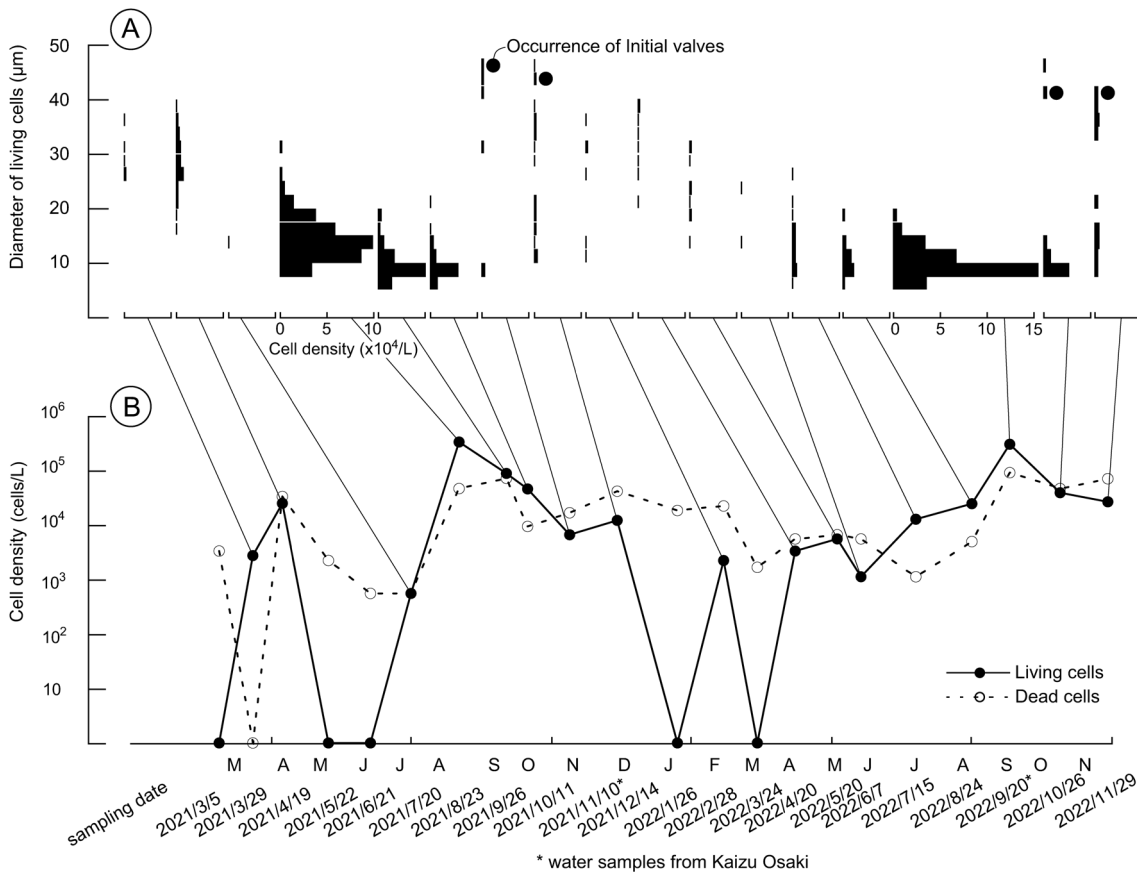 A
Occurrence of Initial valves
Diameter of living cells (μm)
50
40
30
20
10
0 5 10
Cell density (x10⁴/L)
0 5 10 15
B
Cell density (cells/L)
10⁶
10⁵
10⁴
10³
10²
10
Living cells
Dead cells
M A M J J A S O N D J F M A M J J A S O N
sampling date
2021/3/5
2021/3/29
2021/4/19
2021/5/22
2021/6/21
2021/7/20
2021/8/23
2021/9/26
2021/10/11
2021/11/10*
2021/12/14
2021/1/26
2022/2/28
2022/3/24
2022/4/20
2022/5/20
2022/6/7
2022/7/15
2022/8/24
2022/9/20*
2022/10/26
2022/11/29
* water samples from Kaizu Osaki